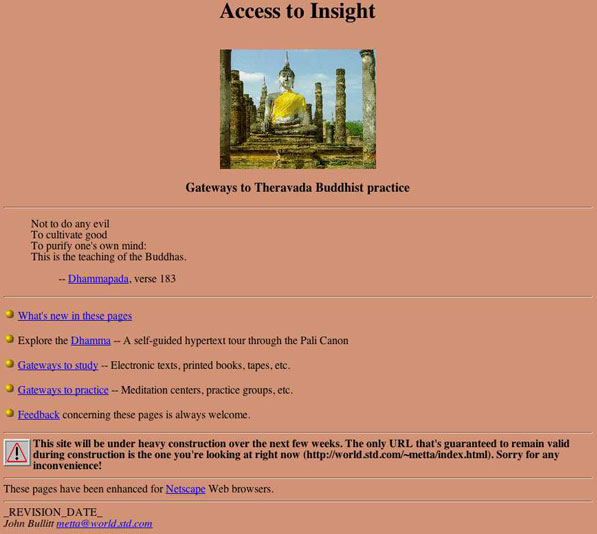 Access to Insight
Gateways to Theravada Buddhist practice
Not to do any evil
To cultivate good
To purify one's own mind:
This is the teaching of the Buddhas.
-- Dhammapada, verse 183
What's new in these pages
Explore the Dhamma -- A self-guided hypertext tour through the Pali Canon
Gateways to study -- Electronic texts, printed books, tapes, etc.
Gateways to practice -- Meditation centers, practice groups, etc.
Feedback concerning these pages is always welcome.
This site will be under heavy construction over the next few weeks. The only URL that's guaranteed to remain valid
during construction is the one you're looking at right now (http://world.std.com/~metta/index.html). Sorry for any
inconvenience!
These pages have been enhanced for Netscape Web browsers.
_REVISION_DATE_
John Bullitt metta@world.std.com